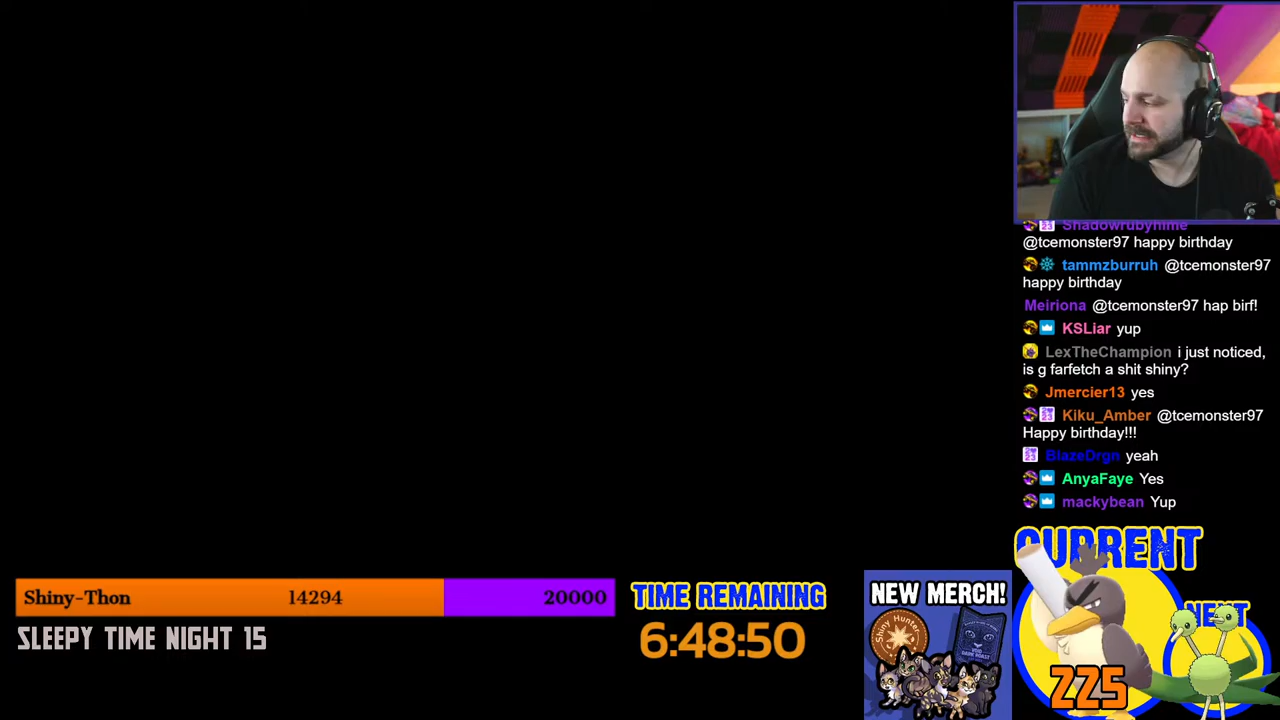 Shadowrubyhime
@tcemonster97 happy birthday
tammzburruh @tcemonster97
happy birthday
Meiriona @tcemonster97 hap birf!
KSLiar yup
LexTheChampion i just noticed,
is g farfetch a shit shiny?
Jmercier13 yes
Kiku_Amber @tcemonster97
Happy birthday!!!
BlazeDrgn yeah
AnyaFaye Yes
mackybean Yup
CURRENT
NEXT
225
Shiny-Thon 14294 20000
SLEEPY TIME NIGHT 15
TIME REMAINING
6:48:50
NEW MERCH!
Shiny Hunter